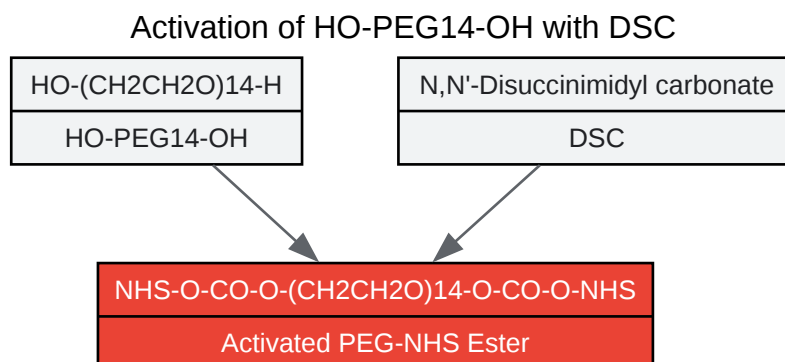 Activation of HO-PEG14-OH with DSC
HO-(CH2CH2O)14-H
HO-PEG14-OH
N,N'-Disuccinimidyl carbonate
DSC
NHS-O-CO-O-(CH2CH2O)14-O-CO-O-NHS
Activated PEG-NHS Ester